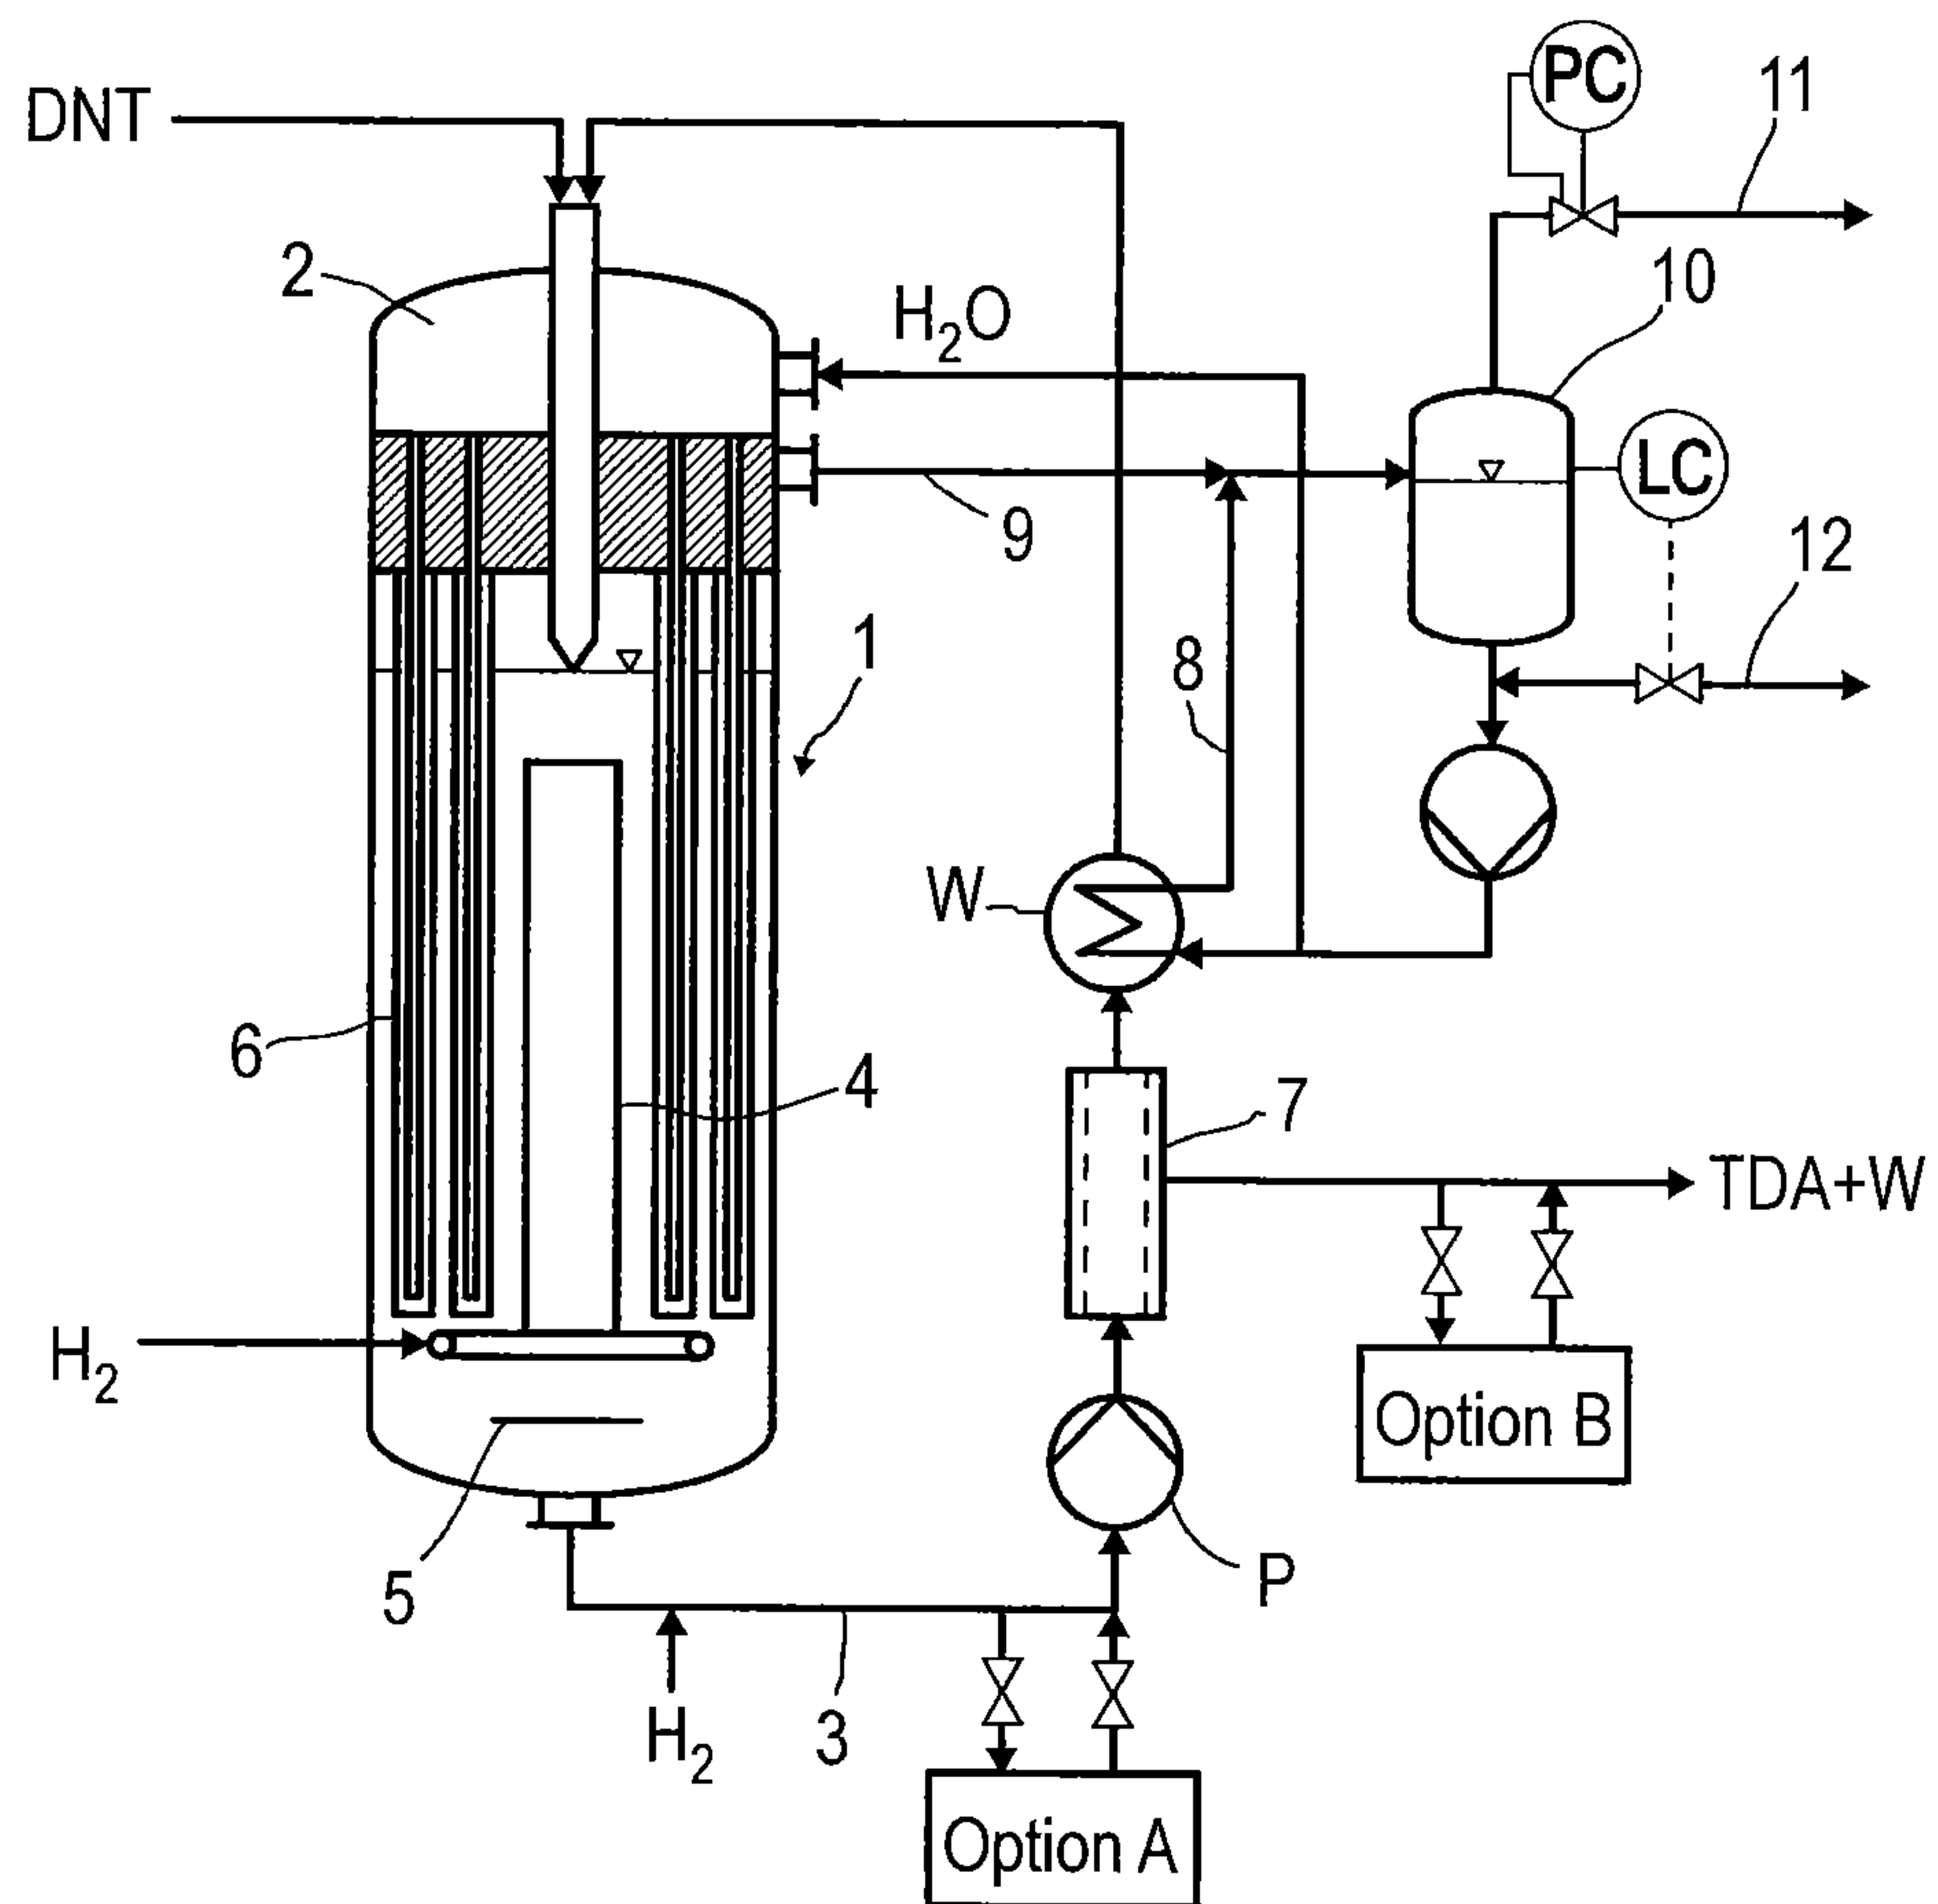 PC
11
DNT
2
10
H₂O
LC
9
12
1
8
W
6
4
7
TDA+W
H₂
Option B
5
P
H₂
3
Option A